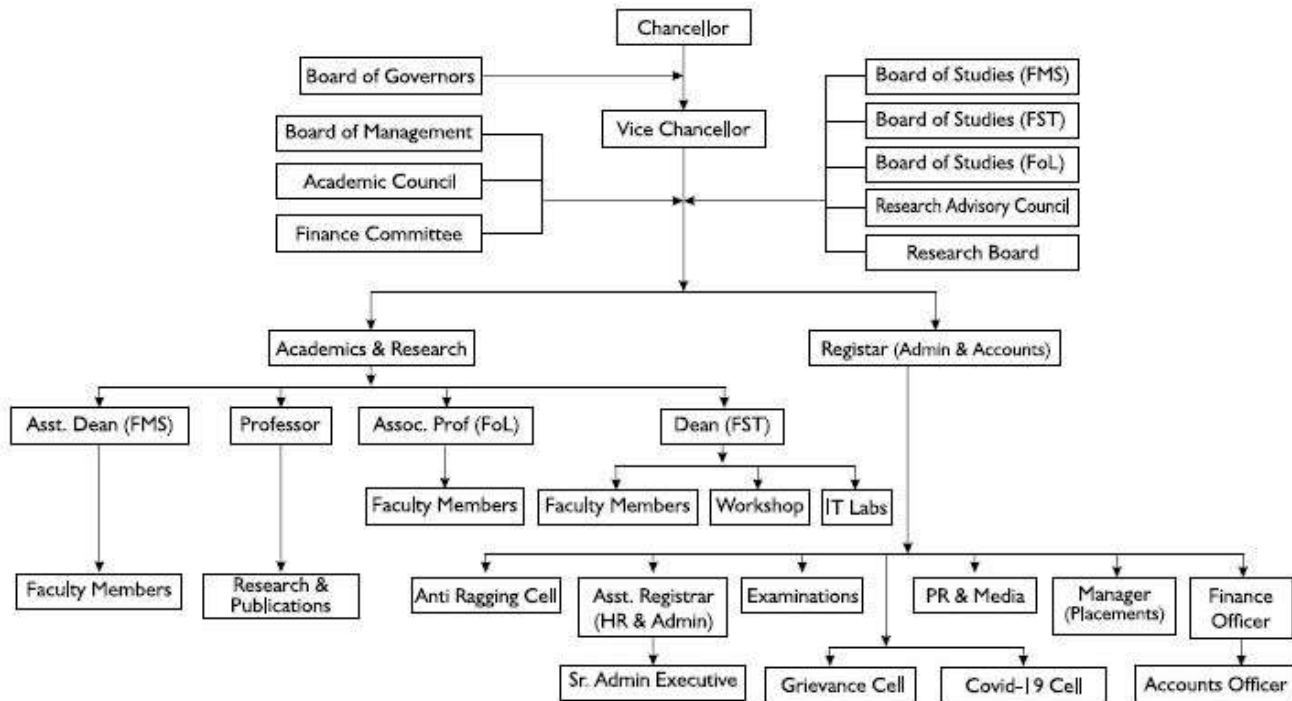 Chancellor
Board of Governors
Board of Studies (FMS)
Vice Chancellor
Board of Management
Board of Studies (FST)
Academic Council
Board of Studies (FoL)
Finance Committee
Research Advisory Council
Research Board
Academics & Research
Registar (Admin & Accounts)
Asst. Dean (FMS)
Professor
Assoc. Prof (FoL)
Dean (FST)
Faculty Members
Faculty Members
Workshop
IT Labs
Faculty Members
Research &
Publications
Anti Ragging Cell
Asst. Registrar
(HR & Admin)
Examinations
PR & Media
Manager
(Placements)
Finance
Officer
Sr. Admin Executive
Grievance Cell
Covid-19 Cell
Accounts Officer